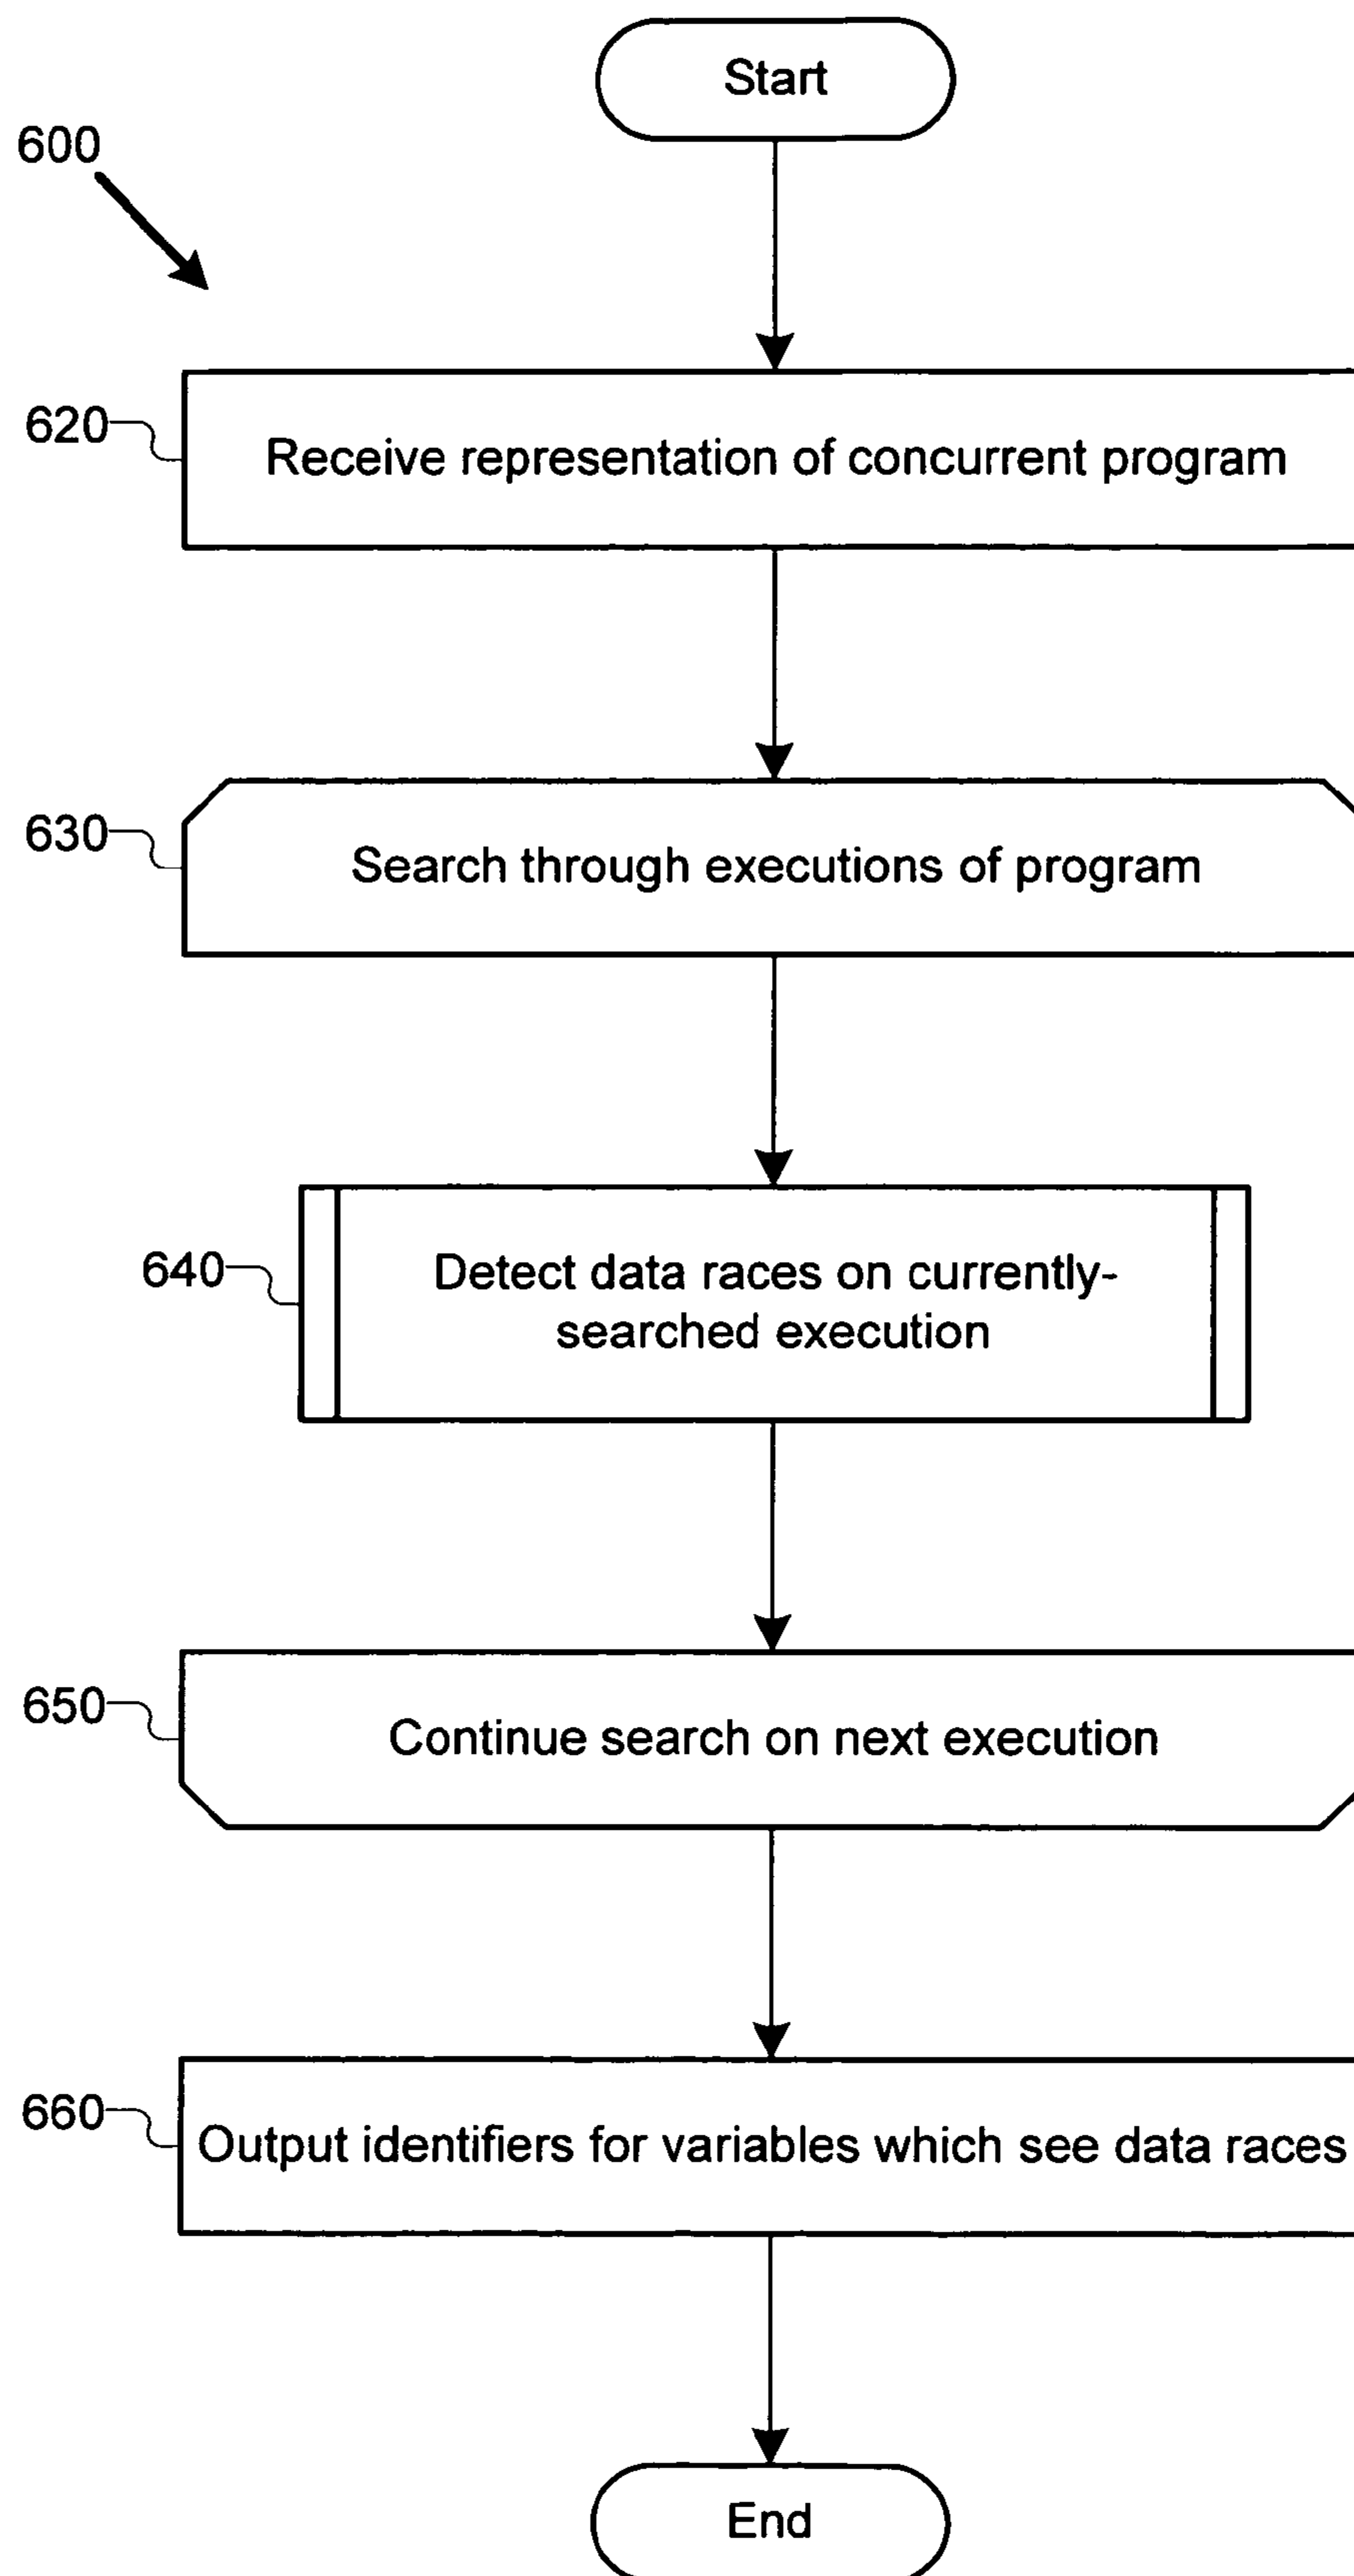 Start
600
620
Receive representation of concurrent program
630
Search through executions of program
640
Detect data races on currently-
searched execution
650
Continue search on next execution
660
Output identifiers for variables which see data races
End